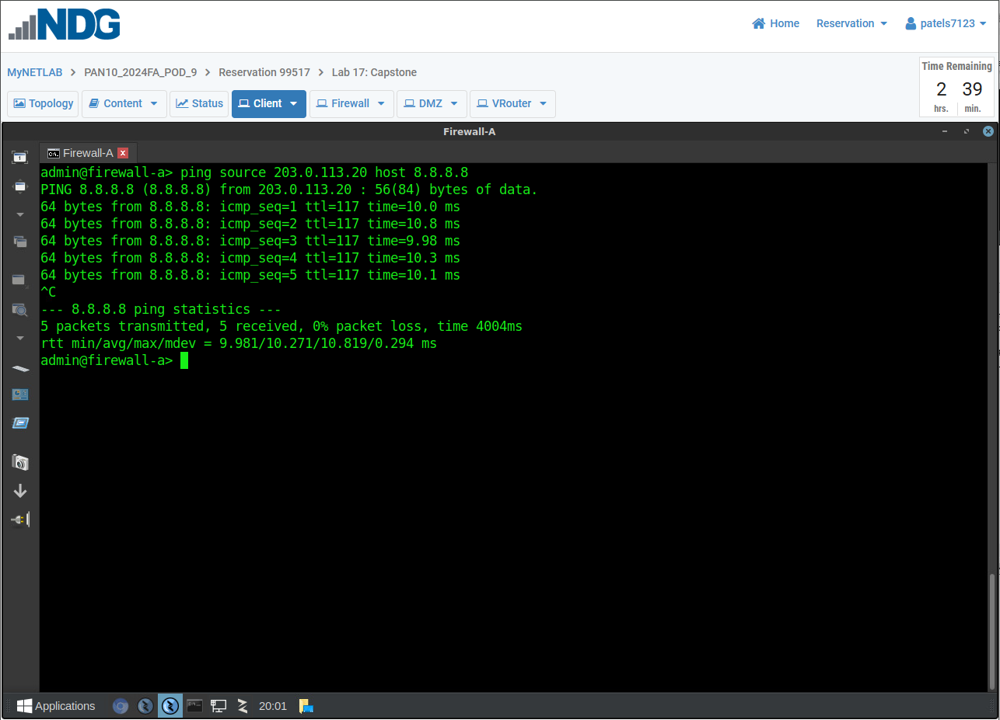 NDG
Home Reservation patels7123
MyNETLAB > PAN10_2024FA_POD_9 > Reservation 99517 > Lab 17: Capstone
Time Remaining
2 39
hrs. min.
Topology Content Status Client Firewall DMZ VRouter
Firewall-A
Firewall-A
admin@firewall-a> ping source 203.0.113.20 host 8.8.8.8
PING 8.8.8.8 (8.8.8.8) from 203.0.113.20 : 56(84) bytes of data.
64 bytes from 8.8.8.8: icmp_seq=1 ttl=117 time=10.0 ms
64 bytes from 8.8.8.8: icmp_seq=2 ttl=117 time=10.8 ms
64 bytes from 8.8.8.8: icmp_seq=3 ttl=117 time=9.98 ms
64 bytes from 8.8.8.8: icmp_seq=4 ttl=117 time=10.3 ms
64 bytes from 8.8.8.8: icmp_seq=5 ttl=117 time=10.1 ms
^C
--- 8.8.8.8 ping statistics ---
5 packets transmitted, 5 received, 0% packet loss, time 4004ms
rtt min/avg/max/mdev = 9.981/10.271/10.819/0.294 ms
admin@firewall-a>
Applications 20:01